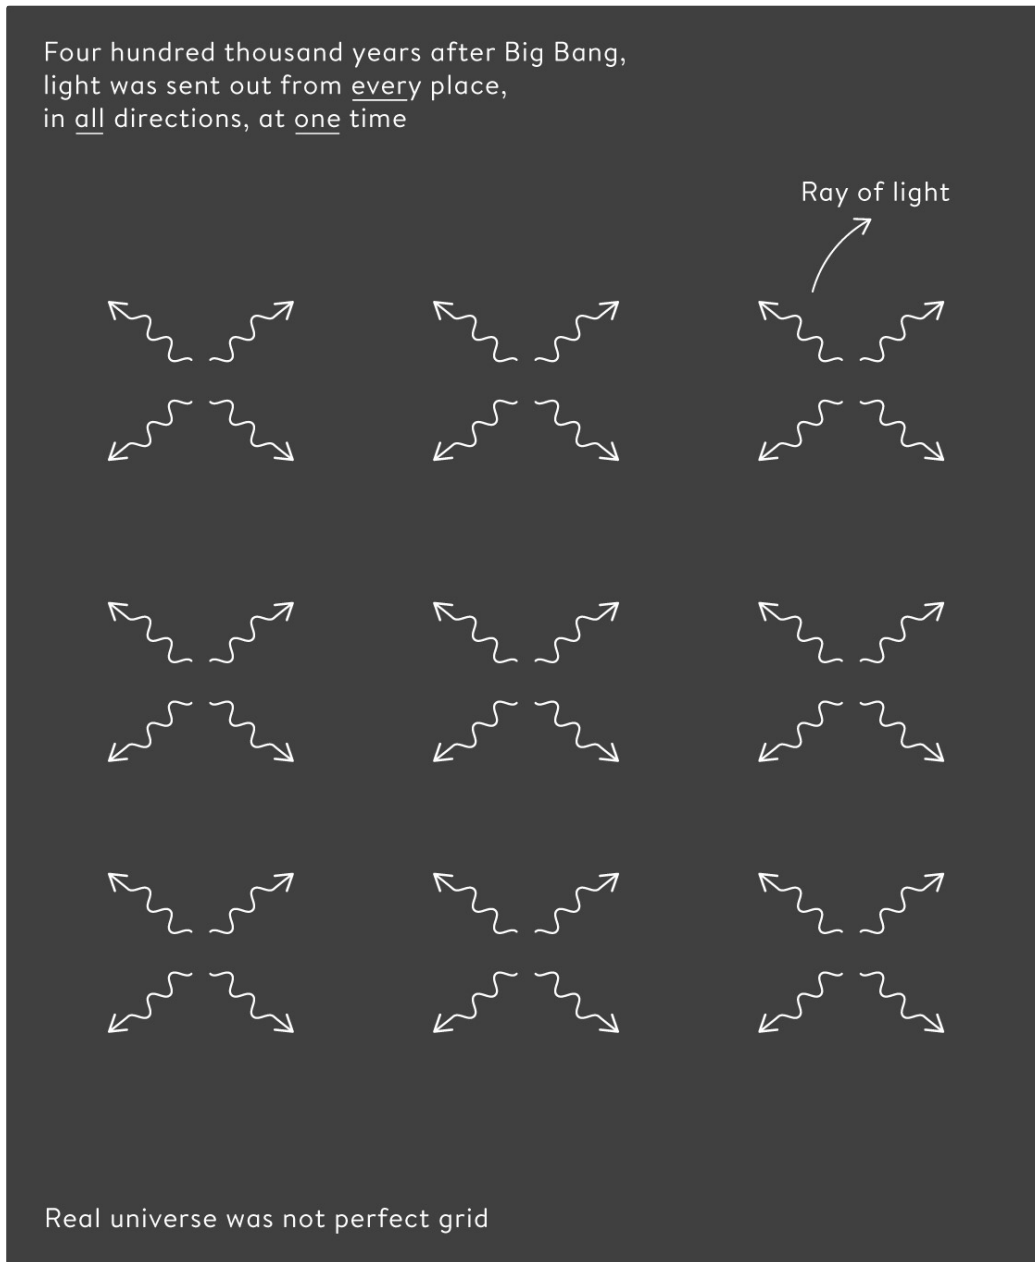 Four hundred thousand years after Big Bang,
light was sent out from every place,
in all directions, at one time
Ray of light
Real universe was not perfect grid